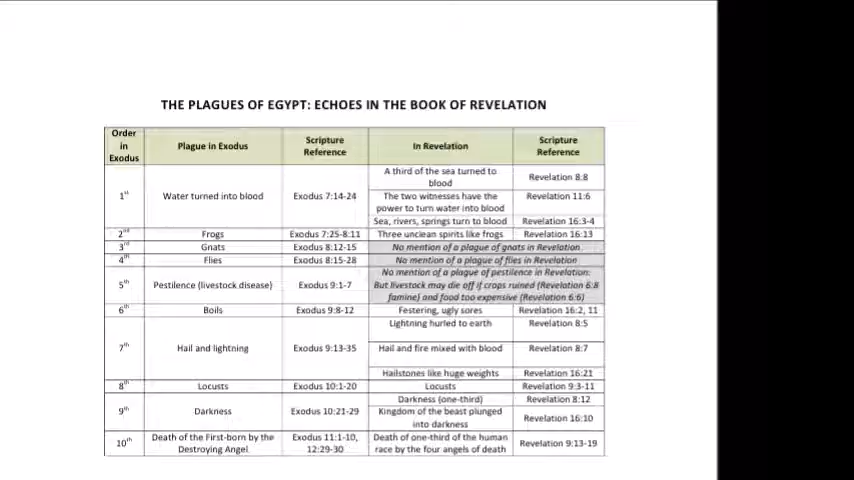 THE PLAGUES OF EGYPT: ECHOES IN THE BOOK OF REVELATION
Order in Exodus | Plague in Exodus | Scripture Reference | In Revelation | Scripture Reference
1st | Water turned into blood | Exodus 7:14-24 | A third of the sea turned to blood | Revelation 8:8
The two witnesses have the power to turn water into blood | Revelation 11:6
Sea, rivers, springs turn to blood | Revelation 16:3-4
2nd | Frogs | Exodus 7:25-8:11 | Three unclean spirits like frogs | Revelation 16:13
3rd | Gnats | Exodus 8:12-15 | No mention of a plague of gnats in Revelation
4th | Flies | Exodus 8:15-28 | No mention of a plague of flies in Revelation
5th | Pestilence (livestock disease) | Exodus 9:1-7 | No mention of a plague of pestilence in Revelation: But livestock may die off if crops ruined (Revelation 6:8 famine) and food too expensive (Revelation 6:6)
6th | Boils | Exodus 9:8-12 | Festering, ugly sores | Revelation 16:2, 11
7th | Hail and lightning | Exodus 9:13-35 | Lightning hurled to earth | Revelation 8:5
Hail and fire mixed with blood | Revelation 8:7
Hailstones like huge weights | Revelation 16:21
8th | Locusts | Exodus 10:1-20 | Locusts | Revelation 9:3-11
9th | Darkness | Exodus 10:21-29 | Darkness (one-third) | Revelation 8:12
Kingdom of the beast plunged into darkness | Revelation 16:10
10th | Death of the First-born by the Destroying Angel | Exodus 11:1-10, 12:29-30 | Death of one-third of the human race by the four angels of death | Revelation 9:13-19